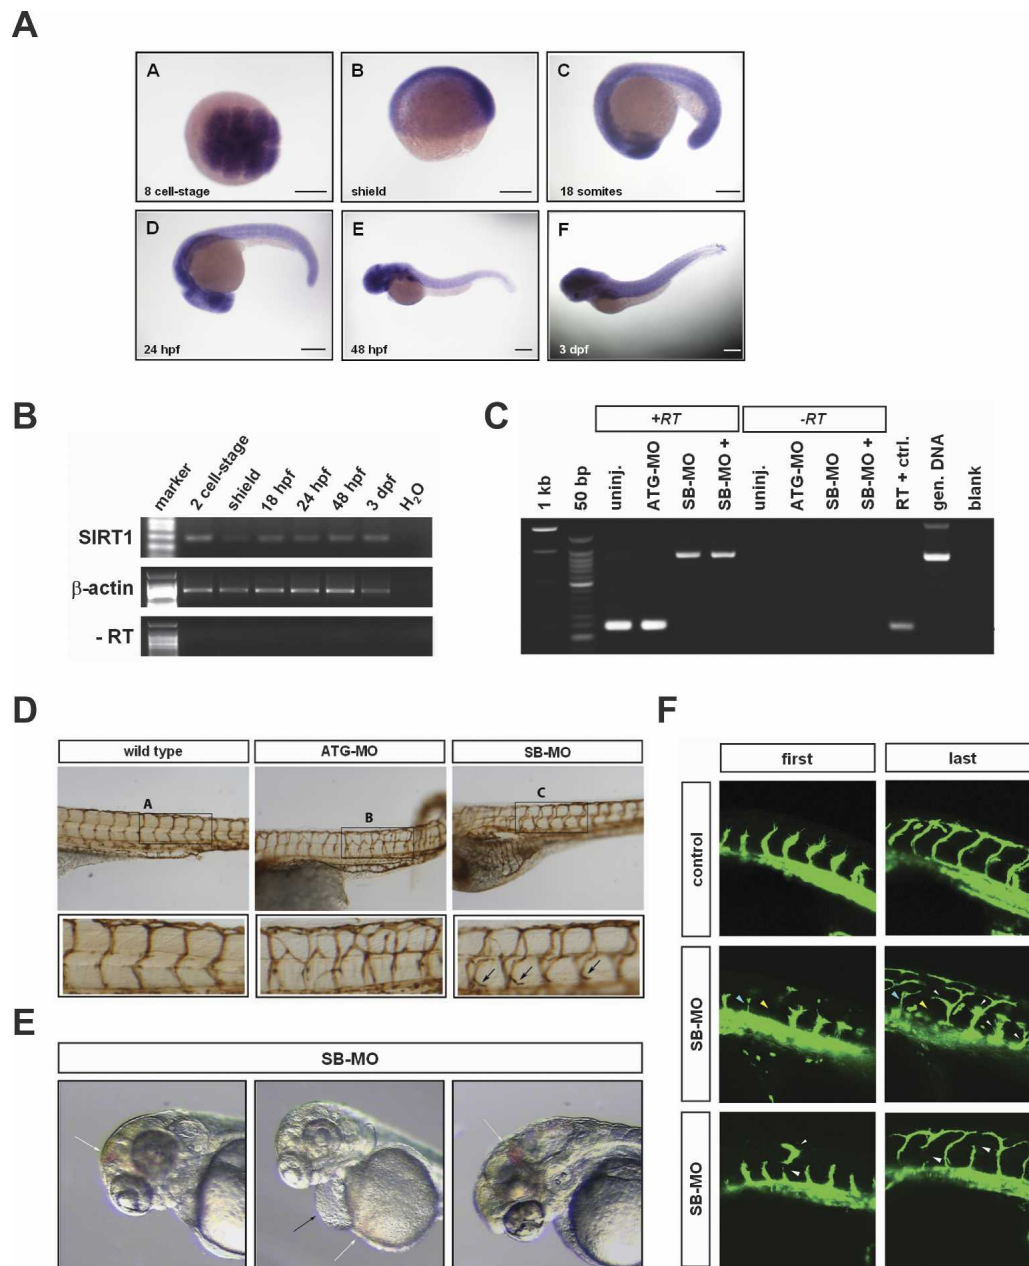 A
A
8 cell-stage
B
shield
C
18 somites
D
24 hpf
E
48 hpf
F
3 dpf
B
marker
2 cell-stage
shield
18 hpf
24 hpf
48 hpf
3 dpf
H2O
SIRT1
β-actin
- RT
C
+RT
-RT
1 kb
50 bp
uninj.
ATG-MO
SB-MO
SB-MO +
uninj.
ATG-MO
SB-MO
SB-MO +
RT + ctrl.
gen. DNA
blank
D
wild type
ATG-MO
SB-MO
A
B
C
E
SB-MO
F
first
last
control
SB-MO
SB-MO